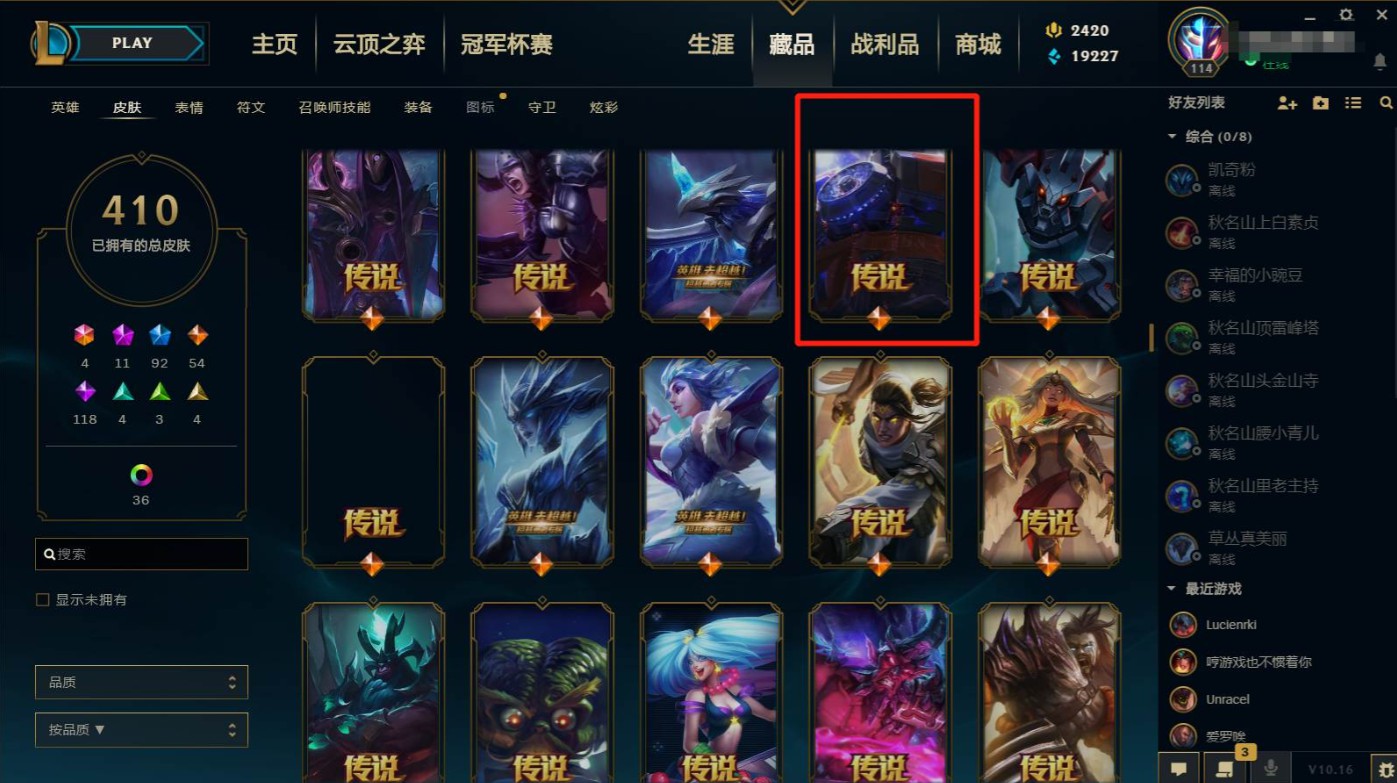 PLAY
主页
云顶之弈
冠军杯赛
生涯
藏品
战利品
商城
2420
19227
114
在线
英雄
皮肤
表情
符文
召唤师技能
装备
图标
守卫
炫彩
好友列表
综合 (0/8)
凯奇粉
离线
秋名山上白素贞
离线
幸福的小豌豆
离线
秋名山顶雷峰塔
离线
秋名山头金山寺
离线
秋名山腰小青儿
离线
秋名山里老主持
离线
草丛真美丽
离线
最近游戏
Lucienrki
哼游戏也不惯着你
Unracel
爱罗唉
3
V10.16
410
已拥有的总皮肤
4 11 92 54
118 4 3 4
36
搜索
显示未拥有
品质
按品质
传说
传说
英雄 去超越!
传说
传说
传说
英雄 去超越!
英雄 去超越!
传说
传说
传说
传说
传说
传说
传说